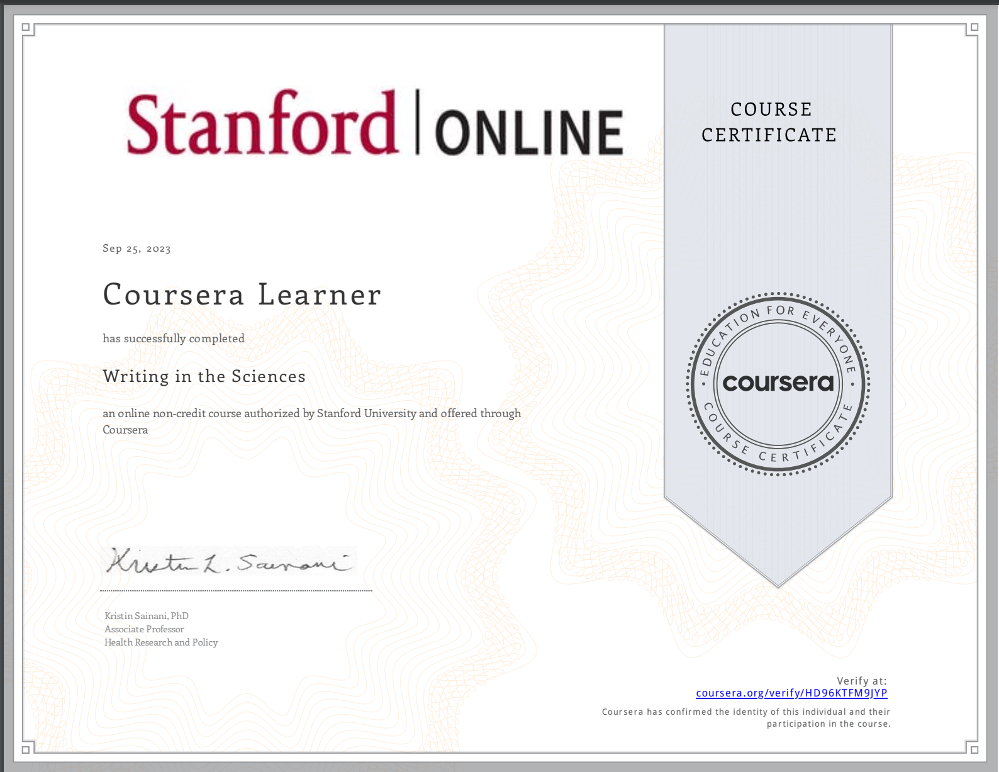 Stanford | ONLINE
COURSE
CERTIFICATE
Sep 25, 2023
Coursera Learner
has successfully completed
Writing in the Sciences
an online non-credit course authorized by Stanford University and offered through
Coursera
EDUCATION FOR EVERYONE
coursera
COURSE CERTIFICATE
Kristin L. Sainani
Kristin Sainani, PhD
Associate Professor
Health Research and Policy
Verify at:
coursera.org/verify/HD96KTFM9JYP
Coursera has confirmed the identity of this individual and their
participation in the course.